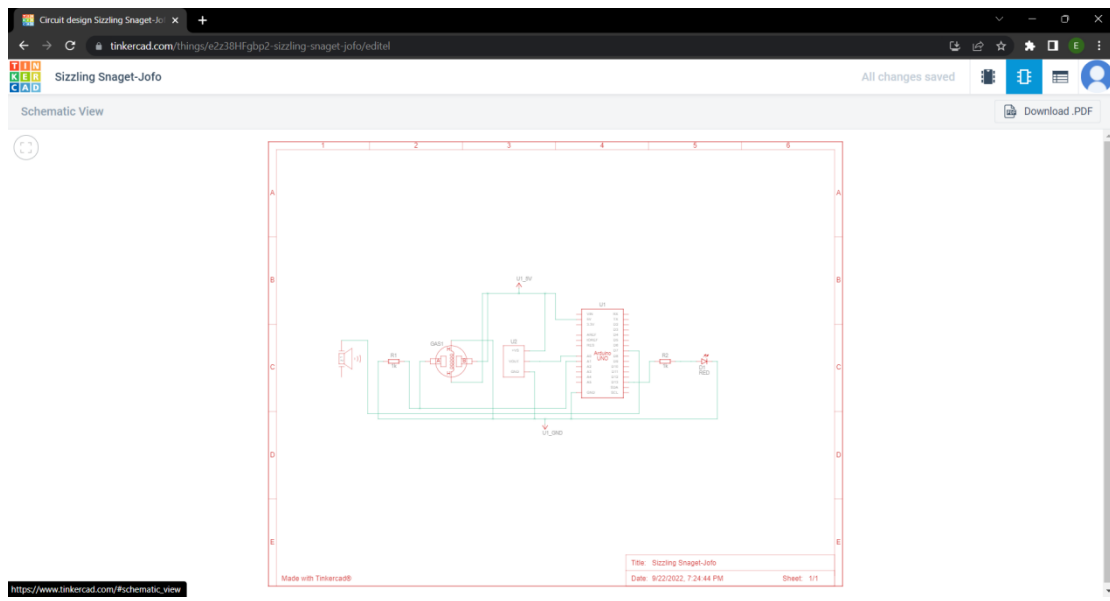 Circuit design Sizzling Snaget-Jo
tinkercad.com/things/e2z38HFgbp2-sizzling-snaget-jofo/editel
E
TIN
KER
CAD
Sizzling Snaget-Jofo
All changes saved
Schematic View
Download .PDF
1 2 3 4 5 6
A A
B B
U1_5V
U1
U2
GAS1
Arduino
UNO
R1
1k
R2
1k
D1
RED
C C
U1_GND
D D
E E
Title: Sizzling Snaget-Jofo
Made with Tinkercad®
Date: 9/22/2022, 7:24:44 PM
Sheet: 1/1
https://www.tinkercad.com/#schematic_view